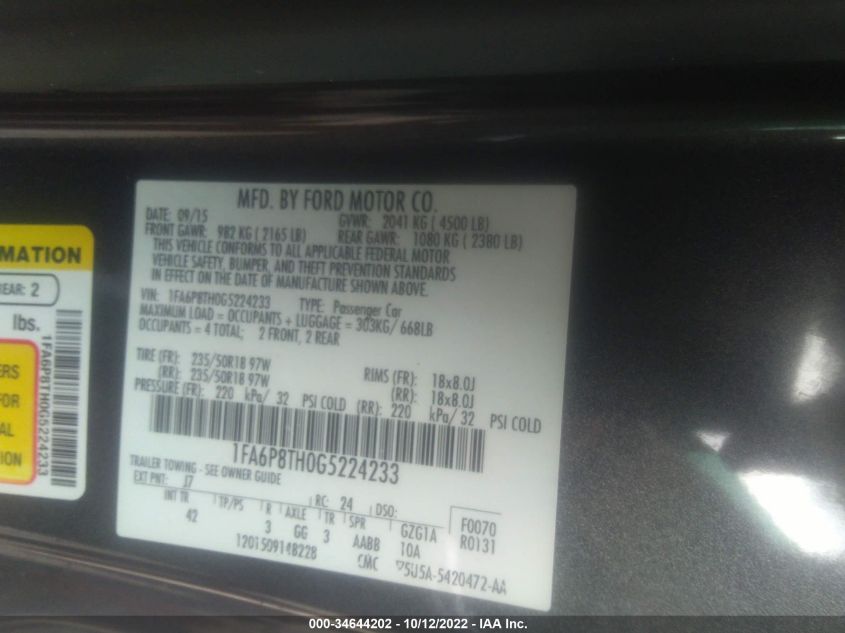 MFD. BY FORD MOTOR CO.
DATE: 09/15 GVWR: 2041 KG ( 4500 LB)
FRONT GAWR: 982 KG ( 2165 LB) REAR GAWR: 1080 KG ( 2380 LB)
THIS VEHICLE CONFORMS TO ALL APPLICABLE FEDERAL MOTOR
VEHICLE SAFETY, BUMPER, AND THEFT PREVENTION STANDARDS
IN EFFECT ON THE DATE OF MANUFACTURE SHOWN ABOVE.
VIN: 1FA6P8TH0G5224233 TYPE: Passenger Car
MAXIMUM LOAD = OCCUPANTS + LUGGAGE = 303KG/ 668LB
OCCUPANTS = 4 TOTAL; 2 FRONT, 2 REAR
TIRE (FR): 235/50R18 97W RIMS (FR): 18x8.0J
(RR): 235/50R18 97W (RR): 18x8.0J
PRESSURE (FR): 220 kPa/ 32 PSI COLD (RR): 220 kPa/ 32 PSI COLD
1FA6P8TH0G5224233
TRAILER TOWING - SEE OWNER GUIDE
EXT PNT: J7 RC: 24 DSO: F0070
INT TR TP/PS R AXLE TR SPR GZG1A R0131
42 3 GG 3 AABB 10A
120150914B228 CMC 5U5A-5420472-AA
MATION
REAR: 2
lbs.
ERS
FOR
AL
ION
1FA6P8TH0G5224233
000-34644202 - 10/12/2022 - IAA Inc.